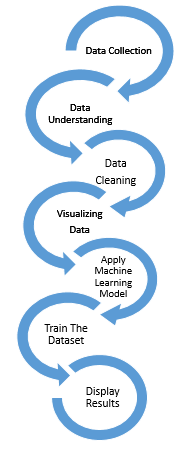 Data Collection
Data
Understanding
Data
Cleaning
Visualizing
Data
Apply
Machine
Learning
Model
Train The
Dataset
Display
Results